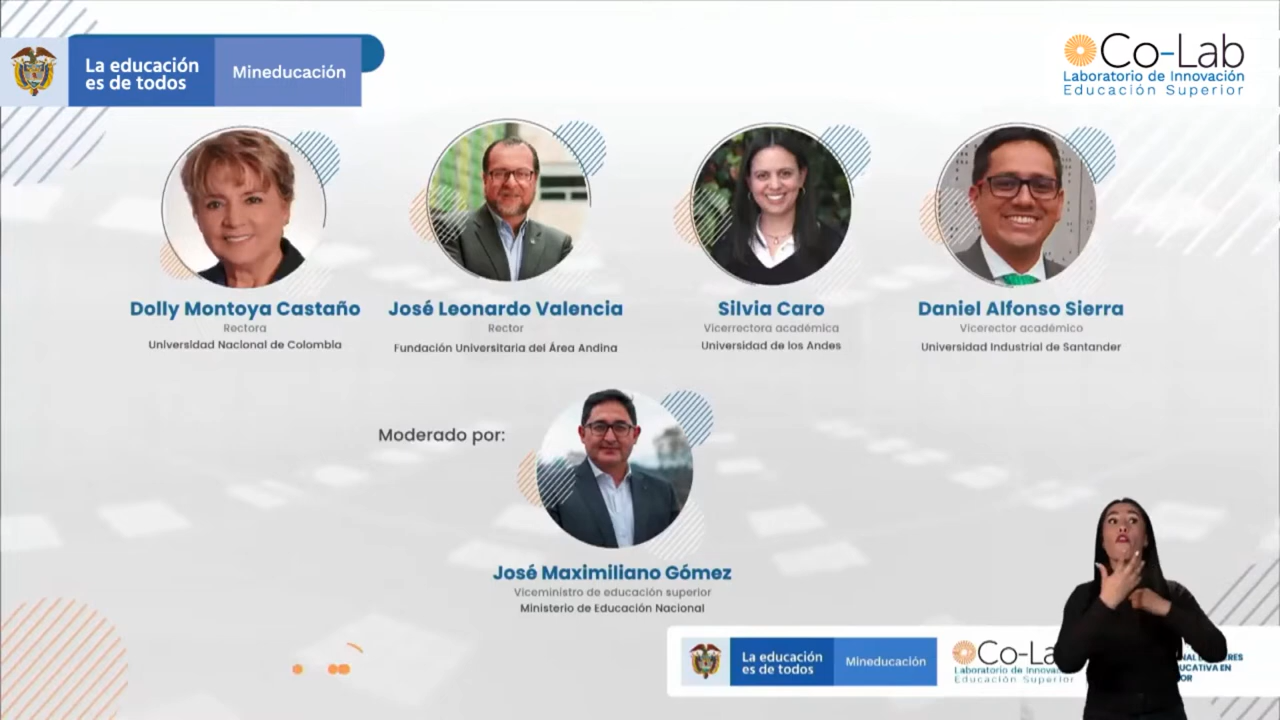 La educación
es de todos
Mineducación
Co-Lab
Laboratorio de Innovación
Educación Superior
Dolly Montoya Castaño
Rectora
Universidad Nacional de Colombia
José Leonardo Valencia
Rector
Fundación Universitaria del Área Andina
Silvia Caro
Vicerrectora académica
Universidad de los Andes
Daniel Alfonso Sierra
Vicerector académico
Universidad Industrial de Santander
Moderado por:
José Maximiliano Gómez
Viceministro de educación superior
Ministerio de Educación Nacional
La educación
es de todos
Mineducación
Co-La
Laboratorio de
Educación Superior